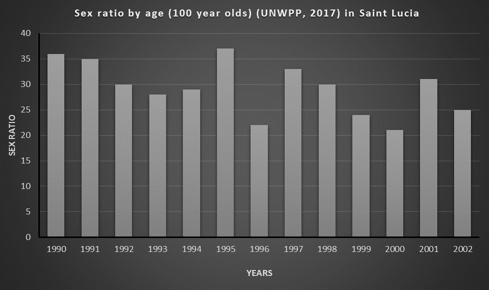 Sex ratio by age (100 year olds) (UNWPP, 2017) in Saint Lucia
40
35
30
25
20
15
10
5
0
SEX RATIO
1990 1991 1992 1993 1994 1995 1996 1997 1998 1999 2000 2001 2002
YEARS